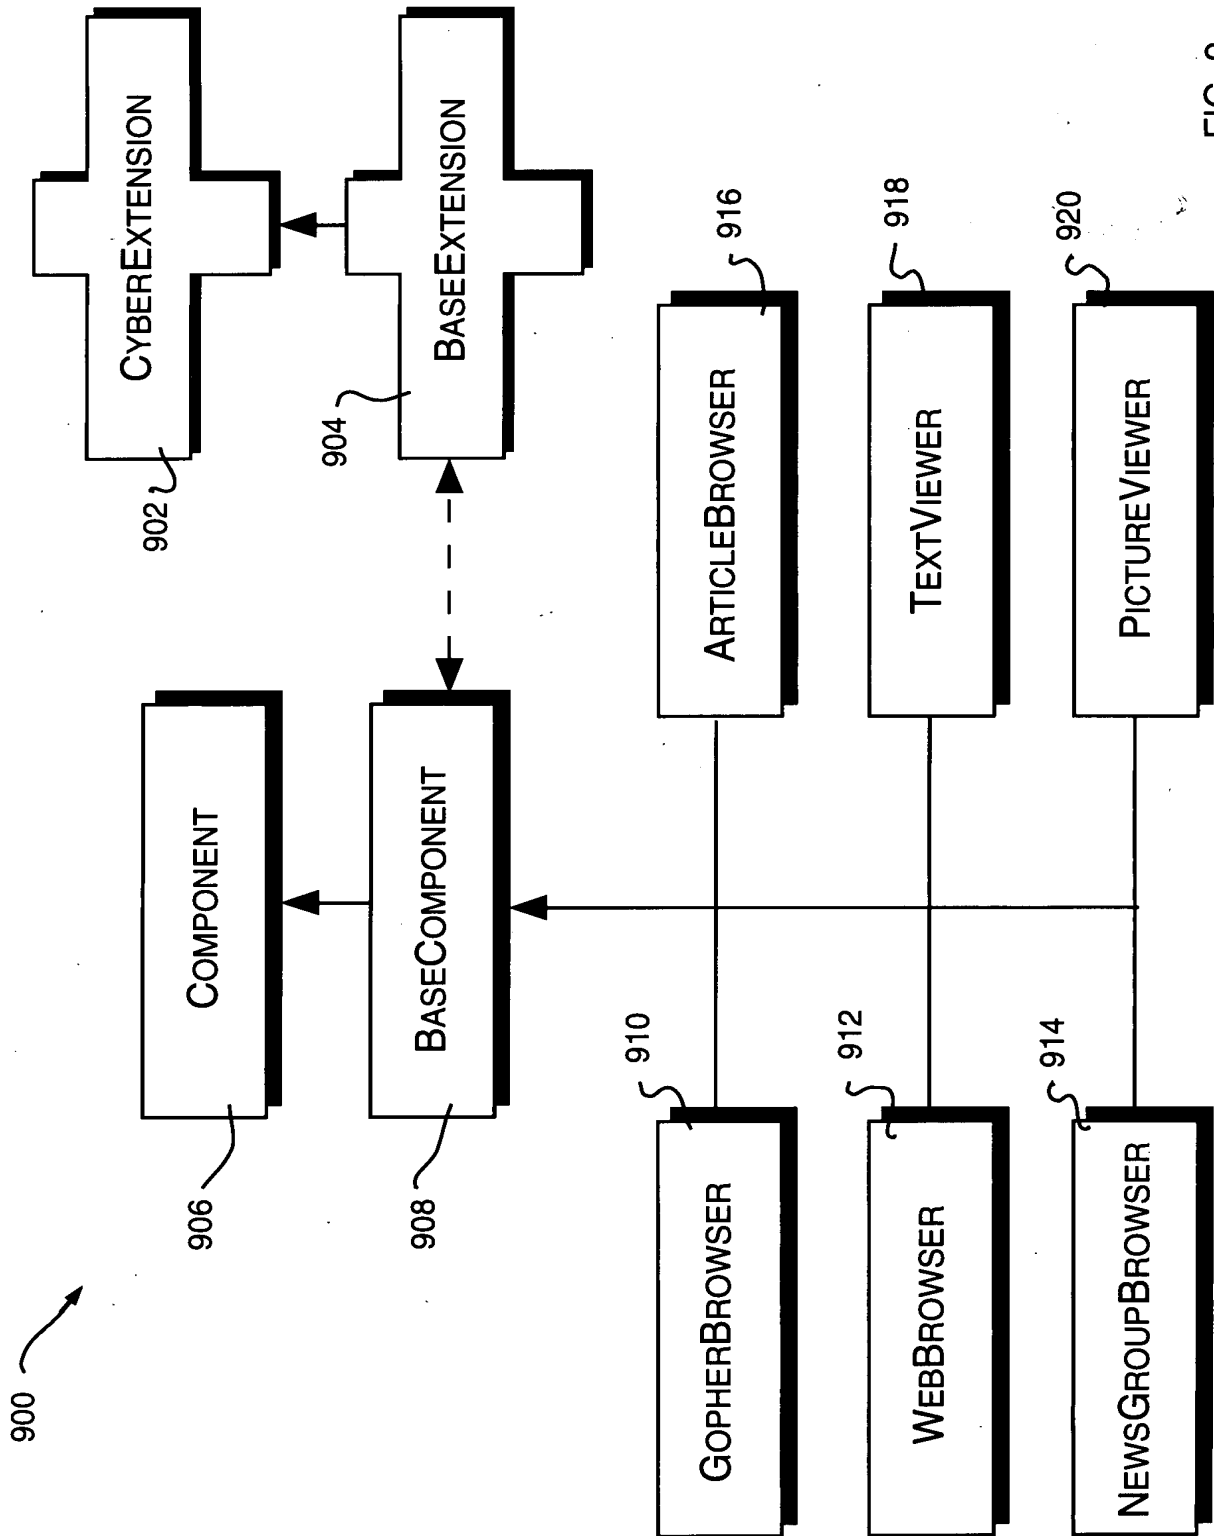 900
906
COMPONENT
902
CYBEREXTENSION
908
BASECOMPONENT
904
BASEEXTENSION
910
GOPHERBROWSER
916
ARTICLEBROWSER
912
WEBBROWSER
918
TEXTVIEWER
914
NEWSGROUPBROWSER
920
PICTUREVIEWER
FIG.